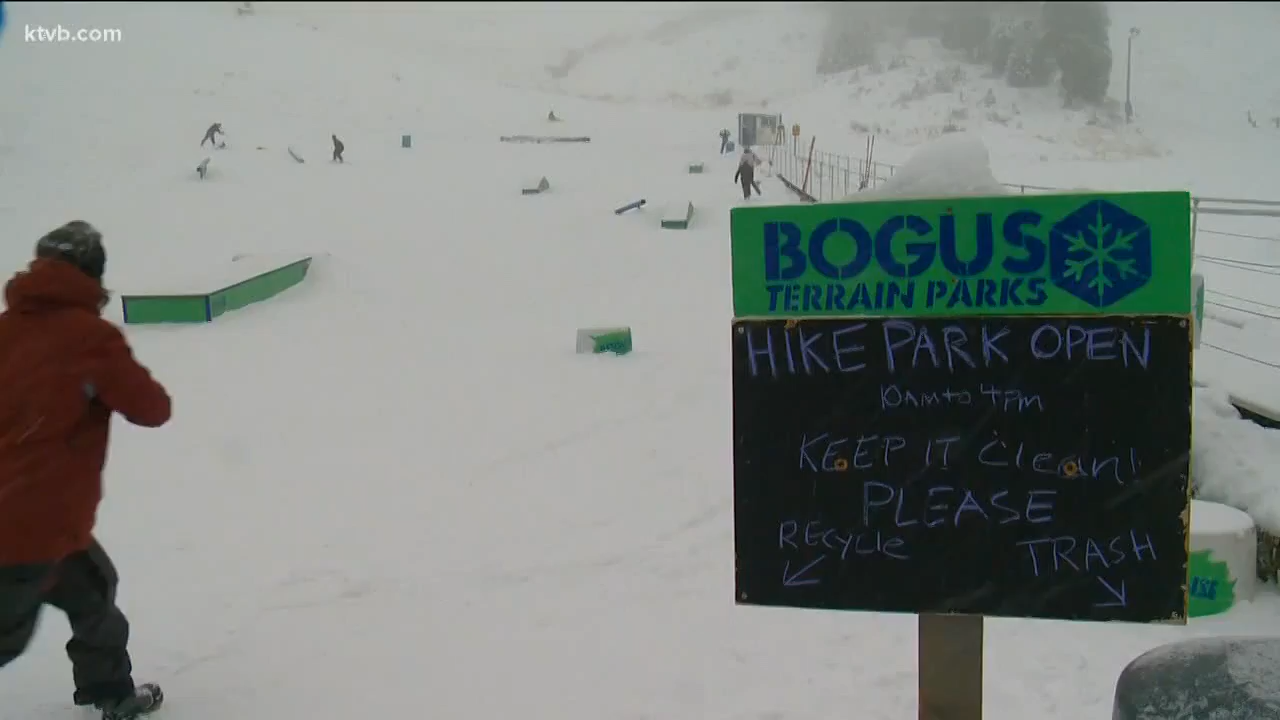 ktvb.com
BOGUS
TERRAIN PARKS
HIKE PARK OPEN
10Am to 4pm
KEEP IT Clean!
PLEASE
REcycle
TRASH